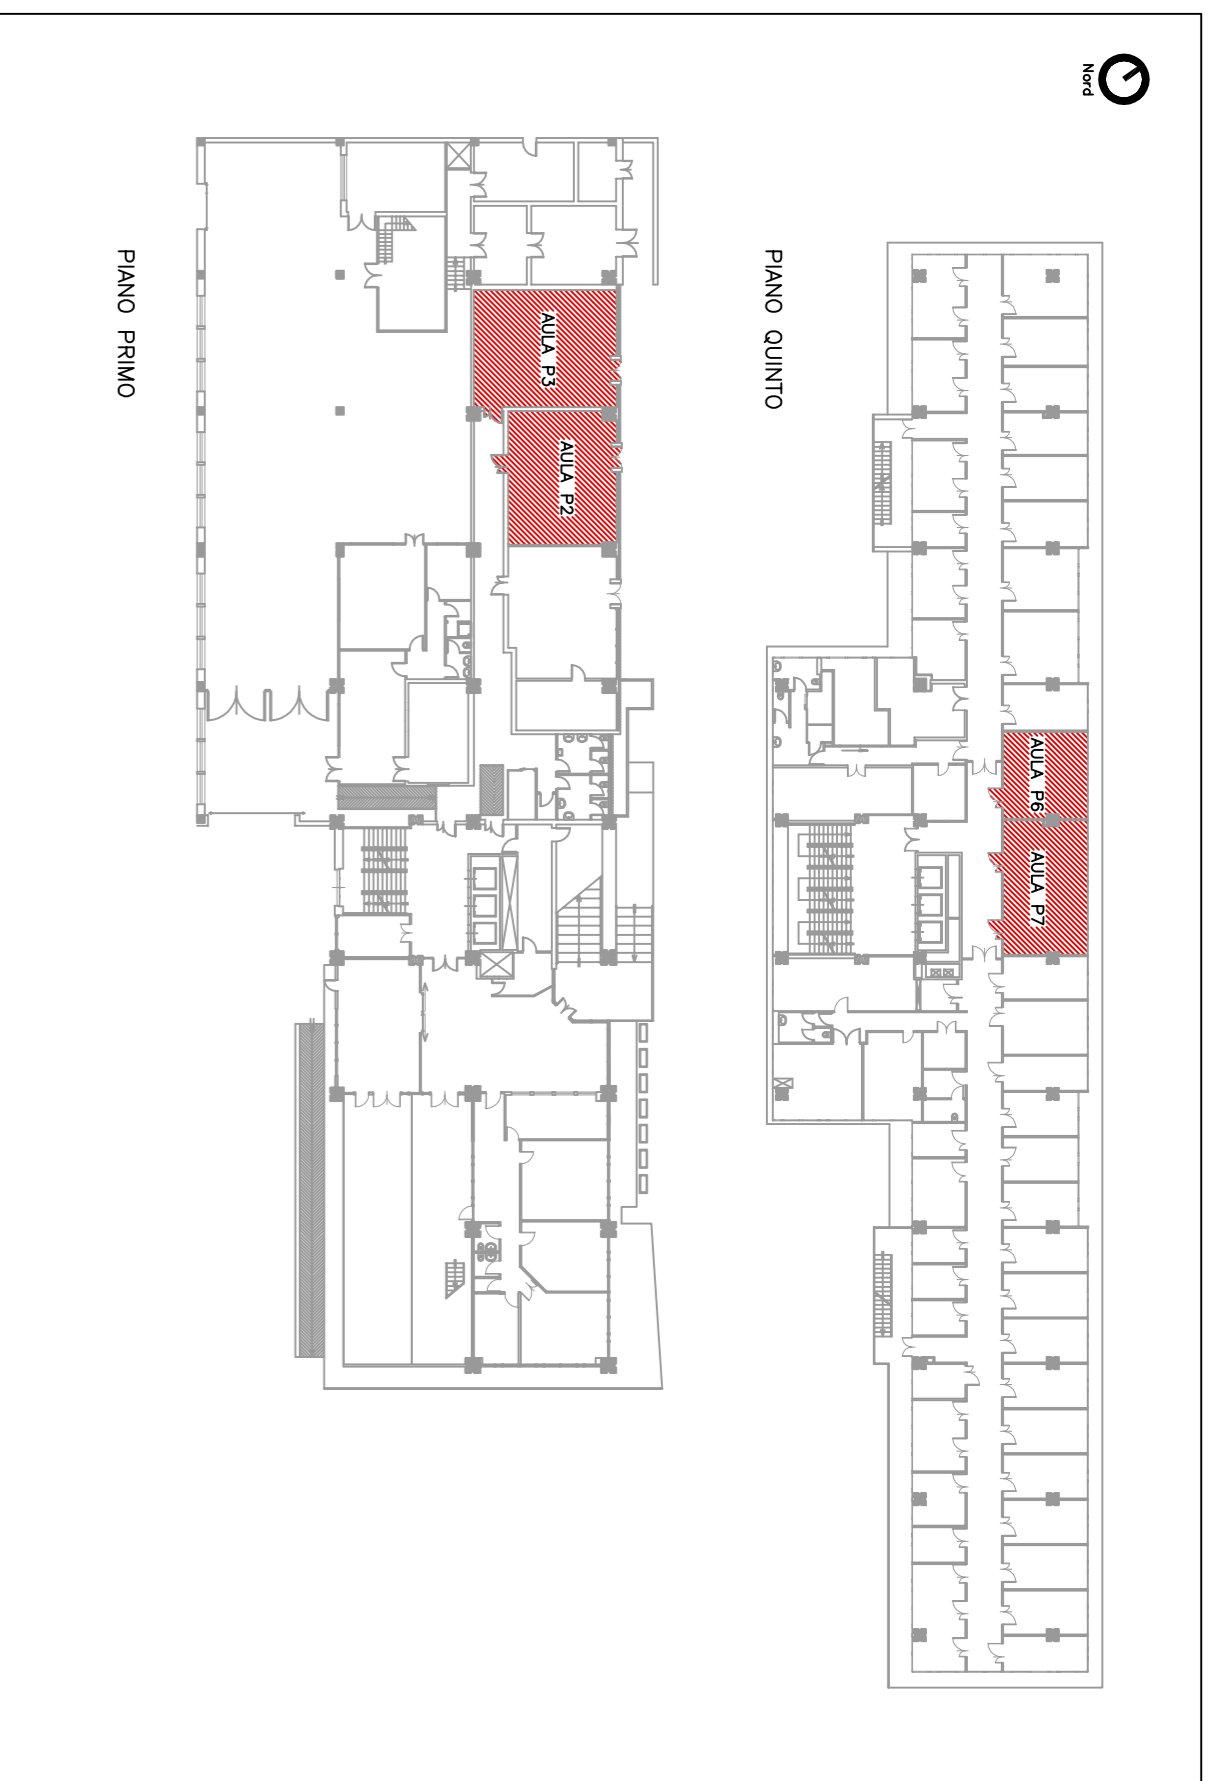 Nord
PIANO QUINTO
AULA P6
AULA P7
PIANO PRIMO
AULA P3
AULA P2